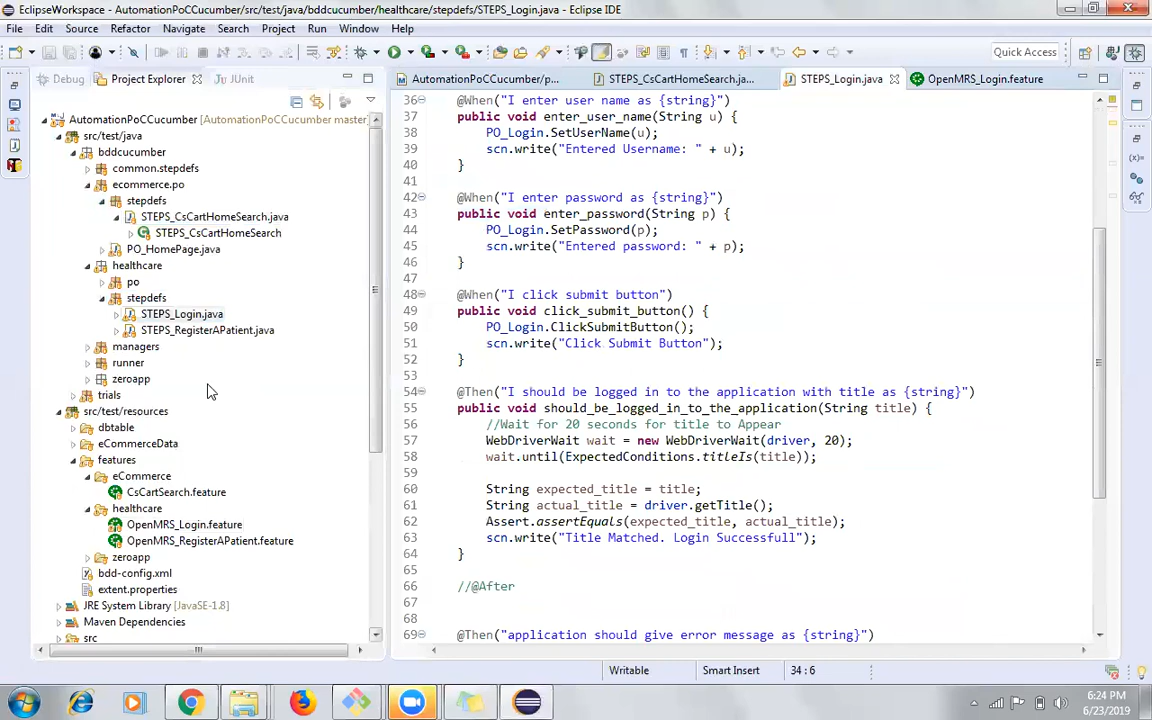 EclipseWorkspace - AutomationPoCCucumber/src/test/java/bddcucumber/healthcare/stepdefs/STEPS_Login.java - Eclipse IDE
File Edit Source Refactor Navigate Search Project Run Window Help
Quick Access
Debug Project Explorer JUnit
AutomationPoCCucumber/p... STEPS_CsCartHomeSearch.ja... STEPS_Login.java OpenMRS_Login.feature
AutomationPoCCucumber [AutomationPoCCucumber master]
src/test/java
bddcucumber
common.stepdefs
ecommerce.po
stepdefs
STEPS_CsCartHomeSearch.java
STEPS_CsCartHomeSearch
PO_HomePage.java
healthcare
po
stepdefs
STEPS_Login.java
STEPS_RegisterAPatient.java
managers
runner
zeroapp
trials
src/test/resources
dbtable
eCommerceData
features
eCommerce
CsCartSearch.feature
healthcare
OpenMRS_Login.feature
OpenMRS_RegisterAPatient.feature
zeroapp
bdd-config.xml
extent.properties
JRE System Library [JavaSE-1.8]
Maven Dependencies
src
36 @When("I enter user name as {string}")
37 public void enter_user_name(String u) {
38 PO_Login.SetUserName(u);
39 scn.write("Entered Username: " + u);
40 }
41
42 @When("I enter password as {string}")
43 public void enter_password(String p) {
44 PO_Login.SetPassword(p);
45 scn.write("Entered password: " + p);
46 }
47
48 @When("I click submit button")
49 public void click_submit_button() {
50 PO_Login.ClickSubmitButton();
51 scn.write("Click Submit Button");
52 }
53
54 @Then("I should be logged in to the application with title as {string}")
55 public void should_be_logged_in_to_the_application(String title) {
56 //Wait for 20 seconds for title to Appear
57 WebDriverWait wait = new WebDriverWait(driver, 20);
58 wait.until(ExpectedConditions.titleIs(title));
59
60 String expected_title = title;
61 String actual_title = driver.getTitle();
62 Assert.assertEquals(expected_title, actual_title);
63 scn.write("Title Matched. Login Successfull");
64 }
65
66 //@After
67
68
69 @Then("application should give error message as {string}")
Writable Smart Insert 34 : 6
6:24 PM
6/23/2019